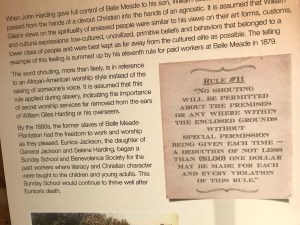 When John Harding gave full control of Belle Meade to his son, William
passed from the hands of a devout Christian into the hands of an agnostic. It is assumed that William
Giles's views on the spirituality of enslaved people were similar to his views on their art forms, customs,
and cultural expressions like cultured, uncivilized, primitive beliefs and behaviors that belonged to a
lower class of people and were best kept as far away from the cultured elite as possible. The telling
example of this feeling is summed up by his eleventh rule for paid workers at Belle Meade in 1879.
The word shouting, more than likely, is in reference
to an African-American worship style instead of the
raising of someone's voice. It is assumed that this
rule applied during slavery, indicating the importance
of secret worship services far removed from the ears
of William Giles Harding or his overseers.
By the 1880s, the former slaves of Belle Meade
Plantation had the freedom to work and worship
as they pleased. Eunice Jackson, the daughter of
General Jackson and Selene Harding, began a
Sunday School and Benevolence Society for the
paid workers where literacy and Christian character
were taught to the children and young adults. This
Sunday School would continue to thrive well after
Eunice's death.
RULE #11
"NO SHOUTING
WILL BE PERMITTED
ABOUT THE PREMISES
OR ANY WHERE WITHIN
THE ENCLOSED GROUNDS
WITHOUT
SPECIAL PERMISSION
BEING GIVEN EACH TIME –
A DEDUCTION OF NOT LESS
THAN ($1.00) ONE DOLLAR
MAY BE MADE FOR EACH
AND EVERY VIOLATION
OF THIS RULE."